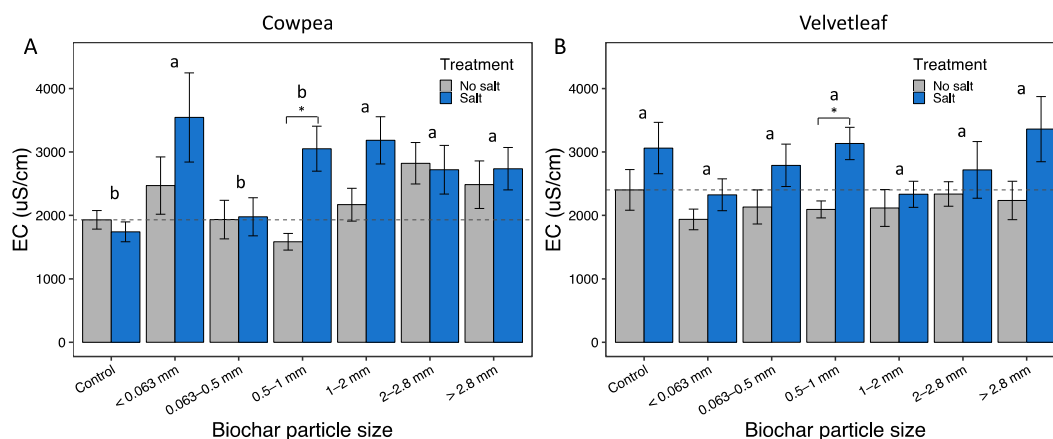 Cowpea
A
EC (uS/cm)
4000
3000
2000
1000
0
Treatment
No salt
Salt
b
a
b
b
*
a
a
a
Control
< 0.063 mm
0.063–0.5 mm
0.5–1 mm
1–2 mm
2–2.8 mm
> 2.8 mm
Biochar particle size
Velvetleaf
B
EC (uS/cm)
4000
3000
2000
1000
0
Treatment
No salt
Salt
a
a
a
a
*
a
a
a
Control
< 0.063 mm
0.063–0.5 mm
0.5–1 mm
1–2 mm
2–2.8 mm
> 2.8 mm
Biochar particle size